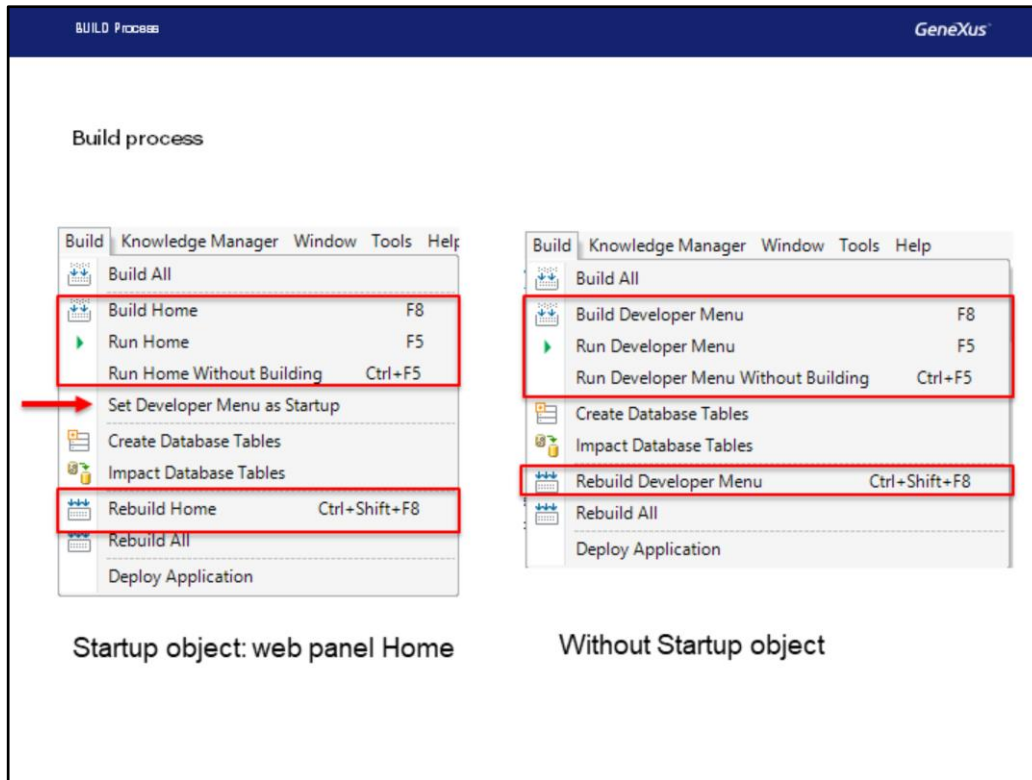 BUILD Process
GeneXus
Build process
Build Knowledge Manager Window Tools Help
Build All
Build Home F8
Run Home F5
Run Home Without Building Ctrl+F5
Set Developer Menu as Startup
Create Database Tables
Impact Database Tables
Rebuild Home Ctrl+Shift+F8
Rebuild All
Deploy Application
Startup object: web panel Home
Build Knowledge Manager Window Tools Help
Build All
Build Developer Menu F8
Run Developer Menu F5
Run Developer Menu Without Building Ctrl+F5
Create Database Tables
Impact Database Tables
Rebuild Developer Menu Ctrl+Shift+F8
Rebuild All
Deploy Application
Without Startup object